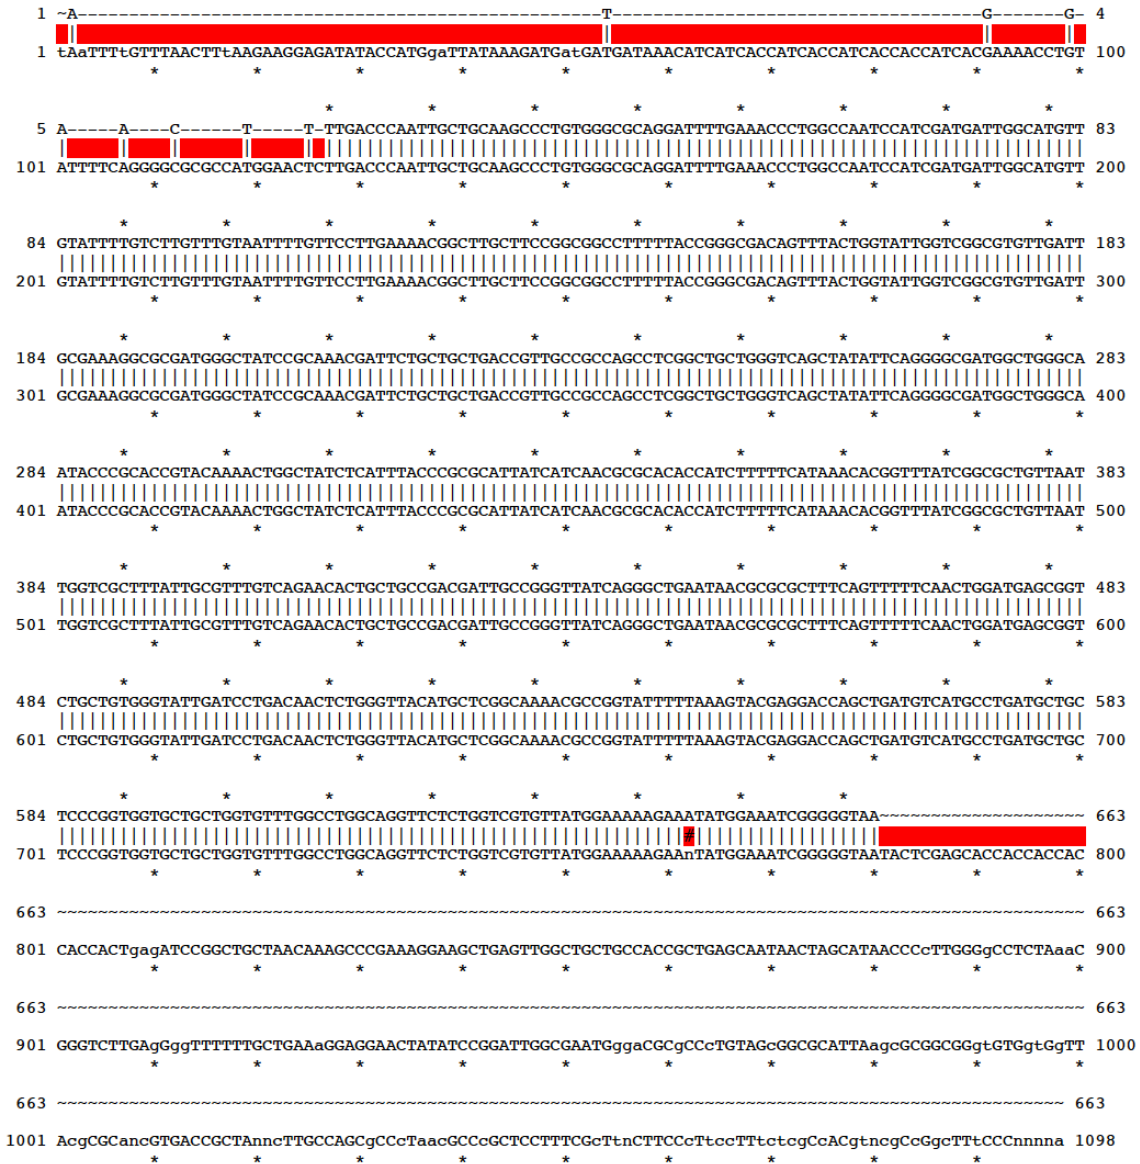 1 ~A---------------------------------------------------T------------------------------------G-------G- 4
1 tAaTTTtGTTTAACTTtAAGAAGGAGATATACCATGgaTTATAAAGATGatGATGATAAACATCATCACCATCACCATCACCACCATCACGAAAACCTGT 100
5 A-----A----C------T-----T-TTGACCCAATTGCTGCAAGCCCTGTGGGCGCAGGATTTTGAAACCCTGGCCAATCCATCGATGATTGGCATGTT 83
101 ATTTTCAGGGGCGCGCCATGGAACTCTTGACCCAATTGCTGCAAGCCCTGTGGGCGCAGGATTTTGAAACCCTGGCCAATCCATCGATGATTGGCATGTT 200
84 GTATTTTGTCTTGTTTGTAATTTTGTTCCTTGAAAACGGCTTGCTTCCGGCGGCCTTTTTACCGGGCGACAGTTTACTGGTATTGGTCGGCGTGTTGATT 183
201 GTATTTTGTCTTGTTTGTAATTTTGTTCCTTGAAAACGGCTTGCTTCCGGCGGCCTTTTTACCGGGCGACAGTTTACTGGTATTGGTCGGCGTGTTGATT 300
184 GCGAAAGGCGCGATGGGCTATCCGCAAACGATTCTGCTGCTGACCGTTGCCGCCAGCCTCGGCTGCTGGGTCAGCTATATTCAGGGGCGATGGCTGGGCA 283
301 GCGAAAGGCGCGATGGGCTATCCGCAAACGATTCTGCTGCTGACCGTTGCCGCCAGCCTCGGCTGCTGGGTCAGCTATATTCAGGGGCGATGGCTGGGCA 400
284 ATACCCGCACCGTACAAAACTGGCTATCTCATTTACCCGCGCATTATCATCAACGCGCACACCATCTTTTTCATAAACACGGTTTATCGGCGCTGTTAAT 383
401 ATACCCGCACCGTACAAAACTGGCTATCTCATTTACCCGCGCATTATCATCAACGCGCACACCATCTTTTTCATAAACACGGTTTATCGGCGCTGTTAAT 500
384 TGGTCGCTTTATTGCGTTTGTCAGAACACTGCTGCCGACGATTGCCGGGTTATCAGGGCTGAATAACGCGCGCTTTCAGTTTTTCAACTGGATGAGCGGT 483
501 TGGTCGCTTTATTGCGTTTGTCAGAACACTGCTGCCGACGATTGCCGGGTTATCAGGGCTGAATAACGCGCGCTTTCAGTTTTTCAACTGGATGAGCGGT 600
484 CTGCTGTGGGTATTGATCCTGACAACTCTGGGTTACATGCTCGGCAAAACGCCGGTATTTTTAAAGTACGAGGACCAGCTGATGTCATGCCTGATGCTGC 583
601 CTGCTGTGGGTATTGATCCTGACAACTCTGGGTTACATGCTCGGCAAAACGCCGGTATTTTTAAAGTACGAGGACCAGCTGATGTCATGCCTGATGCTGC 700
584 TCCCGGTGGTGCTGCTGGTGTTTGGCCTGGCAGGTTCTCTGGTCGTGTTATGGAAAAAGAAATATGGAAATCGGGGGTAA~~~~~~~~~~~~~~~~~~~~ 663
#
701 TCCCGGTGGTGCTGCTGGTGTTTGGCCTGGCAGGTTCTCTGGTCGTGTTATGGAAAAAGAAnTATGGAAATCGGGGGTAATACTCGAGCACCACCACCAC 800
663 ~~~~~~~~~~~~~~~~~~~~~~~~~~~~~~~~~~~~~~~~~~~~~~~~~~~~~~~~~~~~~~~~~~~~~~~~~~~~~~~~~~~~~~~~~~~~~~~~~~~~ 663
801 CACCACTgagATCCGGCTGCTAACAAAGCCCGAAAGGAAGCTGAGTTGGCTGCTGCCACCGCTGAGCAATAACTAGCATAACCCcTTGGGgCCTCTAaaC 900
663 ~~~~~~~~~~~~~~~~~~~~~~~~~~~~~~~~~~~~~~~~~~~~~~~~~~~~~~~~~~~~~~~~~~~~~~~~~~~~~~~~~~~~~~~~~~~~~~~~~~~~ 663
901 GGGTCTTGAgGggTTTTTTGCTGAAaGGAGGAACTATATCCGGATTGGCGAATGggaCGCgCCcTGTAGcGGCGCATTAagcGCGGCGGgtGTGGtgGTT 1000
663 ~~~~~~~~~~~~~~~~~~~~~~~~~~~~~~~~~~~~~~~~~~~~~~~~~~~~~~~~~~~~~~~~~~~~~~~~~~~~~~~~~~~~~~~~~~~~~~~~~~ 663
1001 AcgCGCancGTGACCGCTAnncTTGCCAGCgCCcTaacGCCcGCTCCTTTCGcTtnCTTCCcTtccTTtctcgCcACgtncgCcGgcTTtCCCnnnna 1098